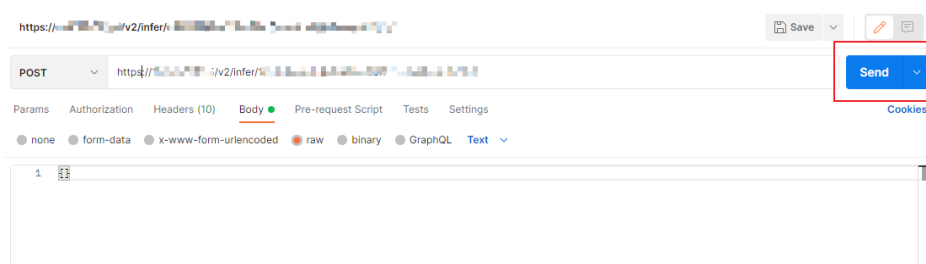 https:// /v2/infer/
Save
POST https:// /v2/infer/ Send
Params Authorization Headers (10) Body Pre-request Script Tests Settings Cookies
none form-data x-www-form-urlencoded raw binary GraphQL Text
1 {}